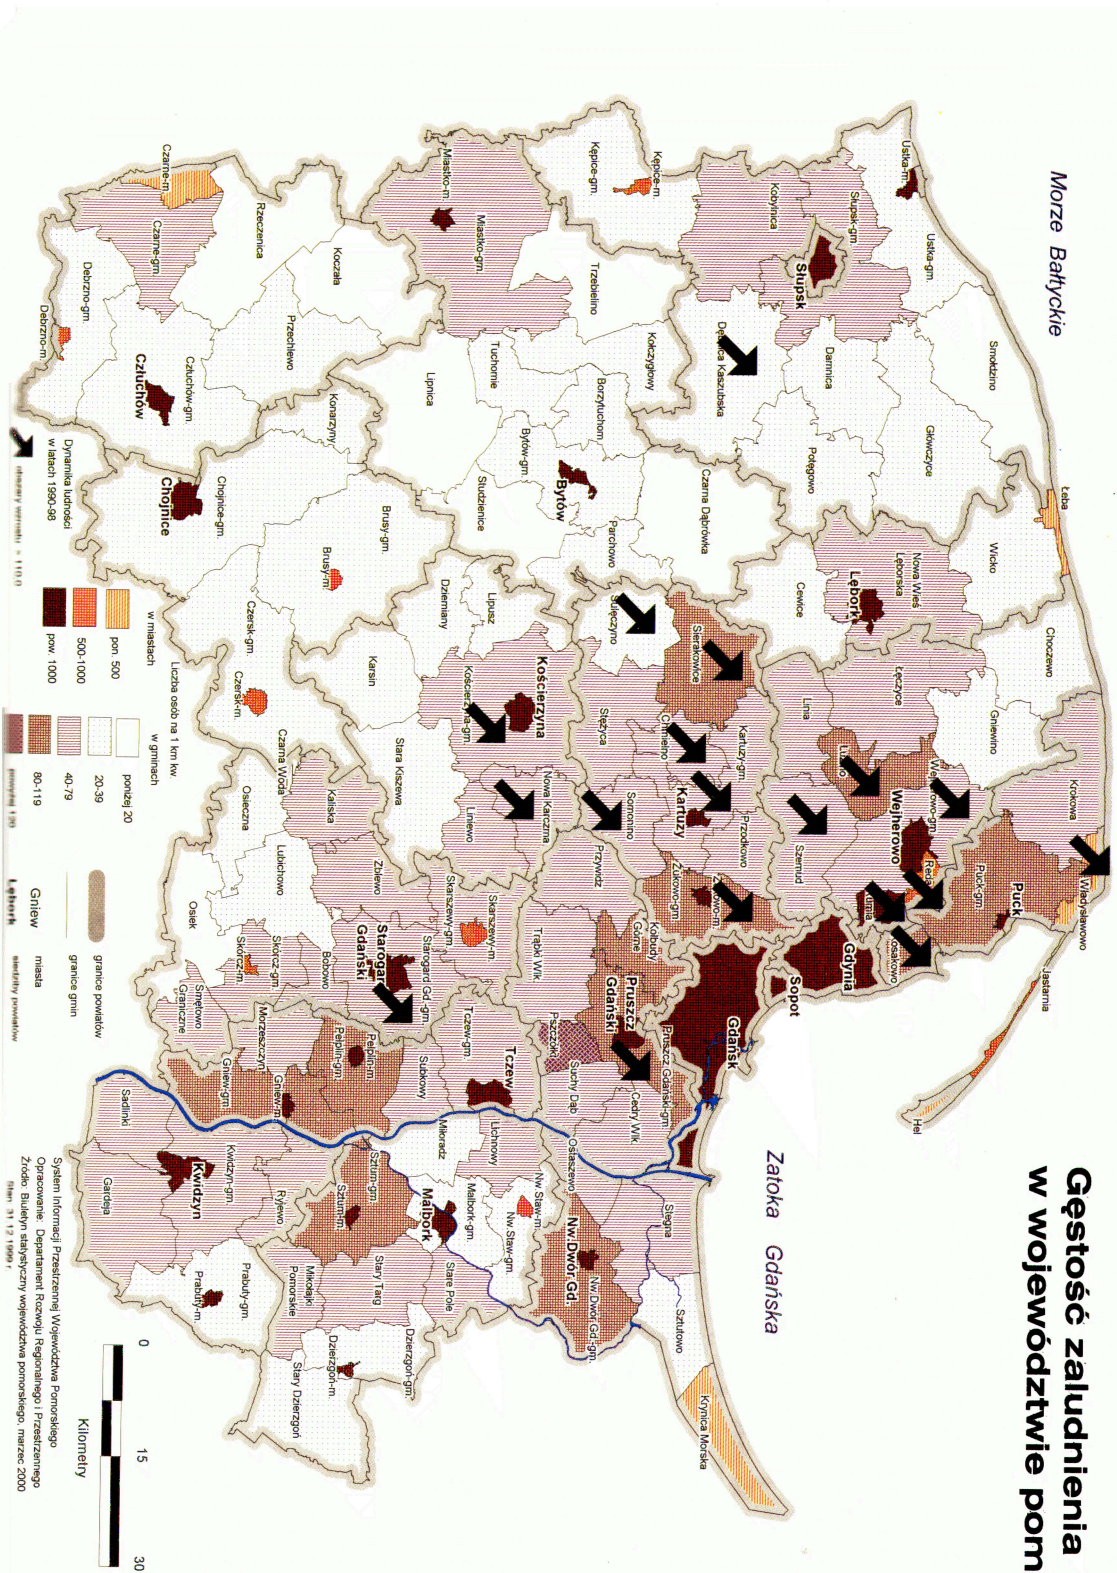 Gęstość zaludnienia
w województwie pom
Morze Bałtyckie
Zatoka Gdańska
Ustka-m.
Ustka-gm.
Smołdzino
Łeba
Wicko
Choczewo
Główczyce
Słupsk-gm.
Słupsk
Kobylnica
Damnica
Potęgowo
Nowa Wieś
Lęborska
Lębork
Cewice
Łęczyce
Gniewino
Krokowa
Władysławowo
Jastarnia
Hel
Puck
Puck-gm.
Wejherowo
Reda
Kosakowo
Gdynia
Sopot
Gdańsk
Linia
Szemud
Kępice-m.
Kępice-gm.
Trzebielino
Kołczygłowy
Czarna Dąbrówka
Sierakowice
Kartuzy-gm.
Kartuzy
Przodkowo
Żukowo-gm.
Stężyca
Somonino
Przywidz
Kolbudy
Górne
Pruszcz
Gdański
Pruszcz Gdański-gm.
Miastko-m.
Miastko-gm.
Tuchomie
Borzytuchom
Bytów-gm.
Bytów
Parchowo
Studzienice
Lipnica
Lipusz
Dziemiany
Kościerzyna
Kościerzyna-gm.
Nowa Karczma
Liniewo
Stara Kiszewa
Karsin
Trąbki Wlk.
Pszczółki
Suchy Dąb
Cedry Wlk.
Ostaszewo
Stegna
Sztutowo
Krynica Morska
Nw. Dwór Gd.
Nw. Dwór Gd.-gm.
Nw. Staw-m.
Nw. Staw-gm.
Lichnowy
Miłoradz
Malbork
Malbork-gm.
Stare Pole
Tczew
Tczew-gm.
Subkowy
Skarszewy-m.
Skarszewy-gm.
Starogard Gd.-gm.
Zblewo
Kaliska
Bobowo
Lubichowo
Osieczna
Osiek
Czarna Woda
Skórcz-gm.
Skórcz-m.
Smętowo
Graniczne
Morzeszczyn
Pelplin-m.
Pelplin-gm.
Gniew-m.
Gniew-gm.
Sadlinki
Kwidzyn
Kwidzyn-gm.
Gardeja
Ryjewo
Sztum-gm.
Sztum-m.
Stary Targ
Mikołajki
Pomorskie
Prabuty-gm.
Prabuty-m.
Dzierzgoń-gm.
Dzierzgoń-m.
Stary Dzierzgoń
Koczała
Rzeczenica
Czarne-m.
Czarne-gm.
Przechlewo
Debrzno-gm.
Debrzno-m.
Człuchów-gm.
Człuchów
Konarzyny
Chojnice-gm.
Chojnice
Brusy-gm.
Brusy-m.
Czersk-gm.
Czersk-m.
Dynamika ludności
w latach 1990-98
Liczba osób na 1 km kw.
w miastach
pon. 500
500-1000
pow. 1000
w gminach
poniżej 20
20-39
40-79
80-119
granice powiatów
granice gmin
Gniew
miasta
Lębork
siedziby powiatów
0
15
30
Kilometry
System Informacji Przestrzennej Województwa Pomorskiego
Opracowanie: Departament Rozwoju Regionalnego i Przestrzennego
Źródło: Biuletyn statystyczny województwa pomorskiego, marzec 2000
Stan 31.12.1999 r.